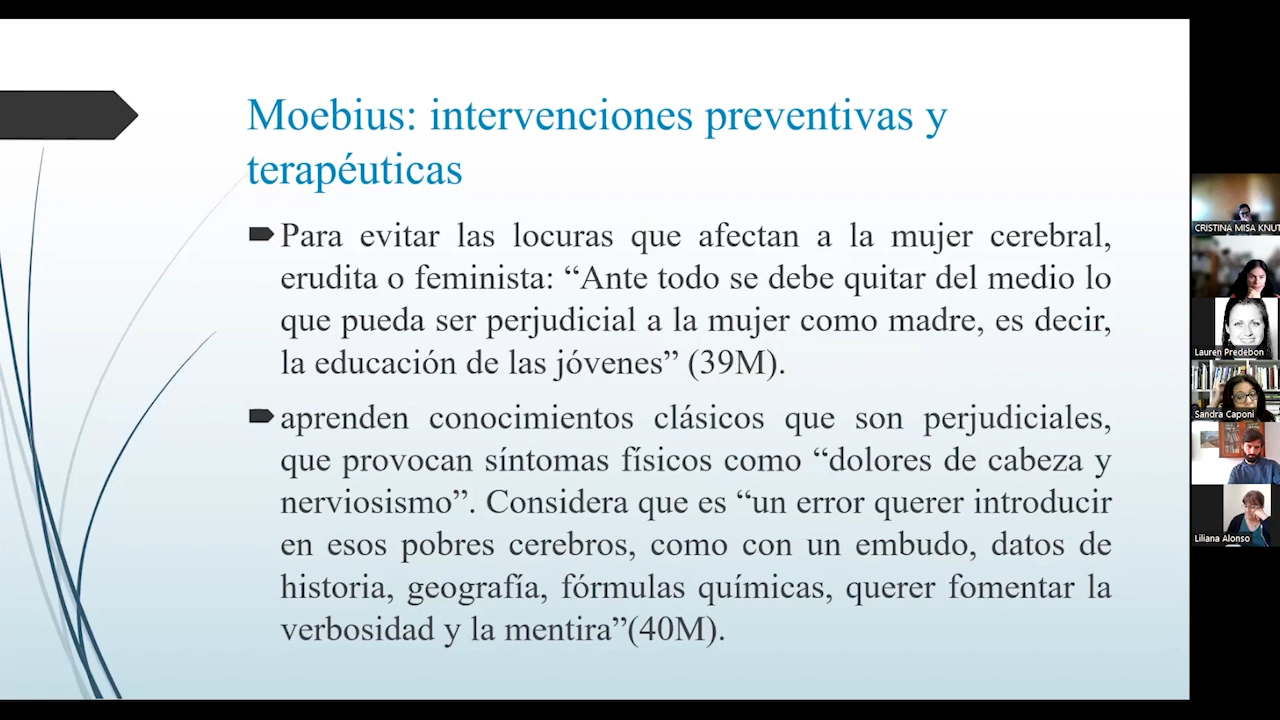 Moebius: intervenciones preventivas y
terapéuticas
Para evitar las locuras que afectan a la mujer cerebral,
erudita o feminista: “Ante todo se debe quitar del medio lo
que pueda ser perjudicial a la mujer como madre, es decir,
la educación de las jóvenes” (39M).
aprenden conocimientos clásicos que son perjudiciales,
que provocan síntomas físicos como “dolores de cabeza y
nerviosismo”. Considera que es “un error querer introducir
en esos pobres cerebros, como con un embudo, datos de
historia, geografía, fórmulas químicas, querer fomentar la
verbosidad y la mentira”(40M).
CRISTINA MISA KNUT
Lauren Predebon
Sandra Caponi
Liliana Alonso